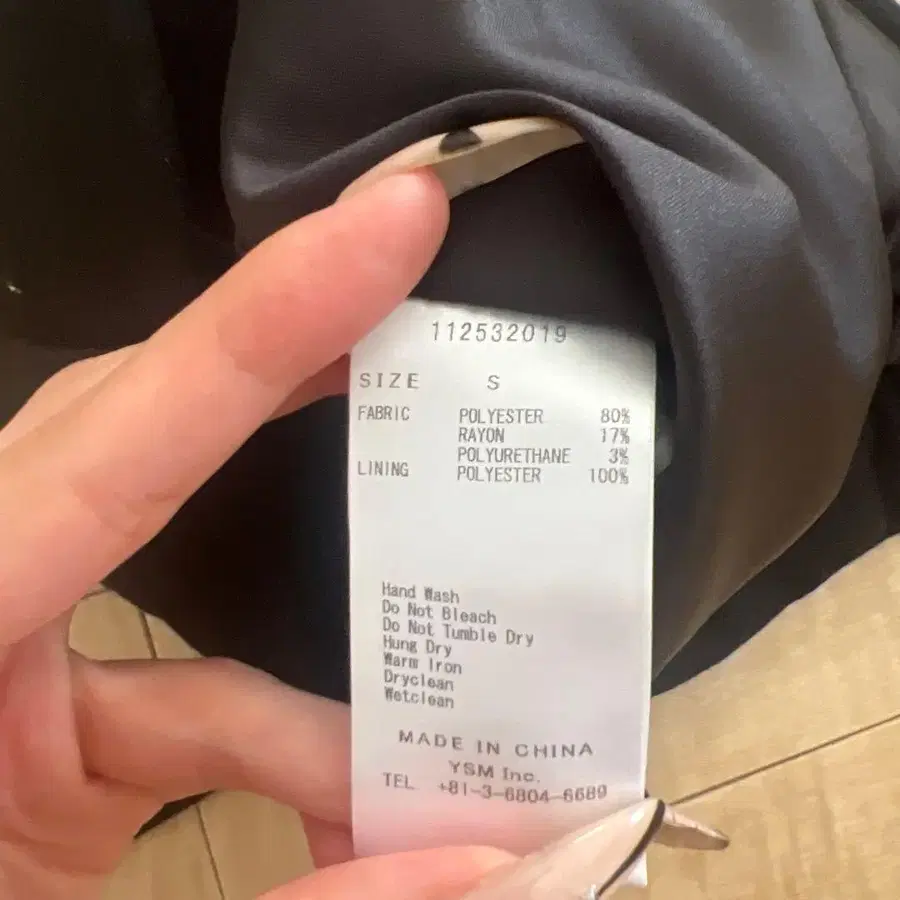 112532019
SIZE S
FABRIC POLYESTER 80%
RAYON 17%
POLYURETHANE 3%
LINING POLYESTER 100%
Hand Wash
Do Not Bleach
Do Not Tumble Dry
Hung Dry
Warm Iron
Dryclean
Wetclean
MADE IN CHINA
YSM Inc.
TEL +81-3-6804-6689